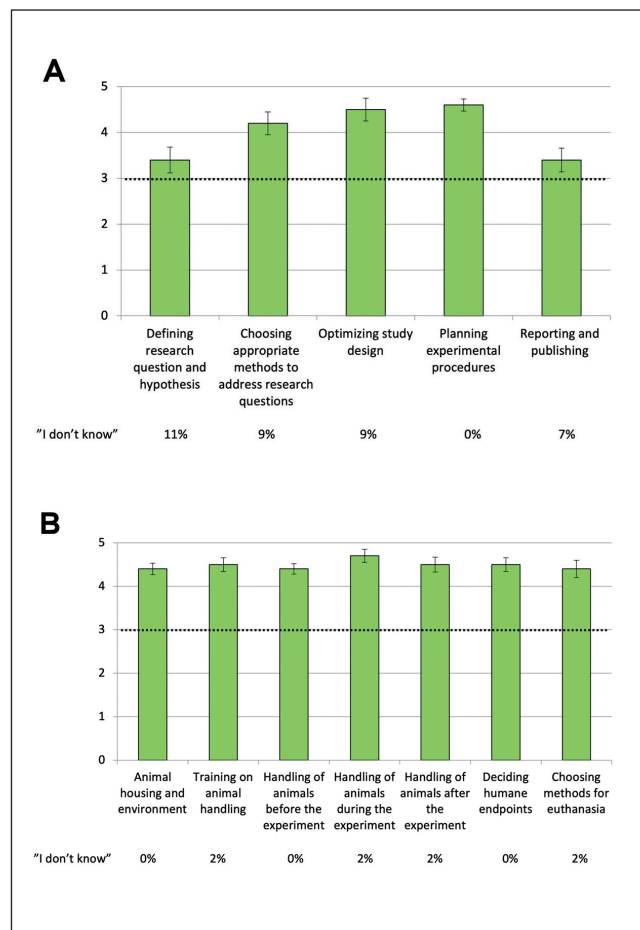 A
5
4
3
2
1
0
Defining research question and hypothesis
Choosing appropriate methods to address research questions
Optimizing study design
Planning experimental procedures
Reporting and publishing
”I don’t know” 11% 9% 9% 0% 7%
B
5
4
3
2
1
0
Animal housing and environment
Training on animal handling
Handling of animals before the experiment
Handling of animals during the experiment
Handling of animals after the experiment
Deciding humane endpoints
Choosing methods for euthanasia
”I don’t know” 0% 2% 0% 2% 2% 0% 2%